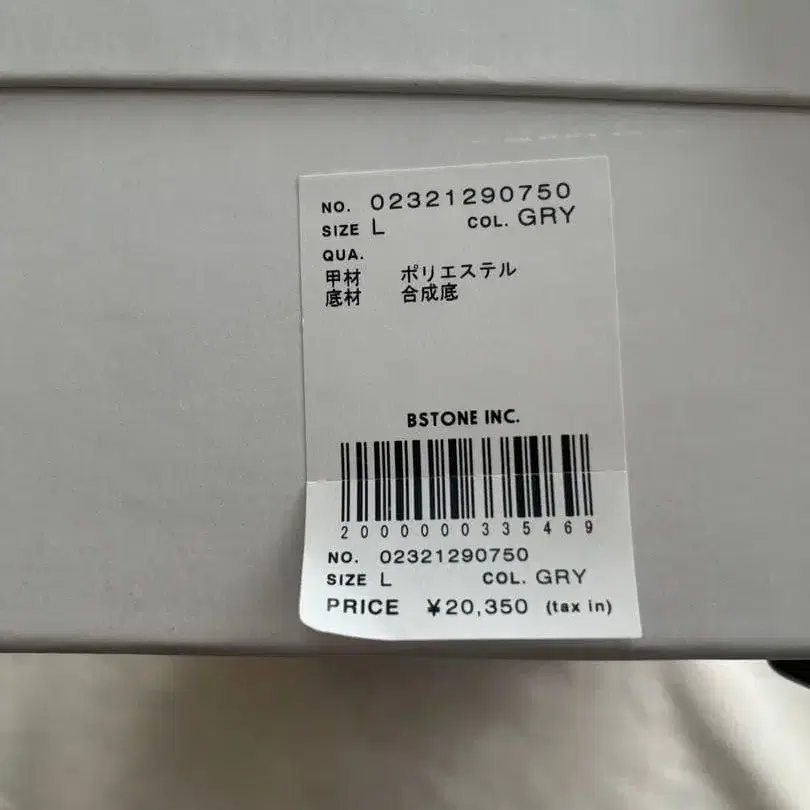 NO. 02321290750
SIZE L COL. GRY
QUA.
甲材 ポリエステル
底材 合成底
BSTONE INC.
2000000335469
NO. 02321290750
SIZE L COL. GRY
PRICE ¥20,350 (tax in)